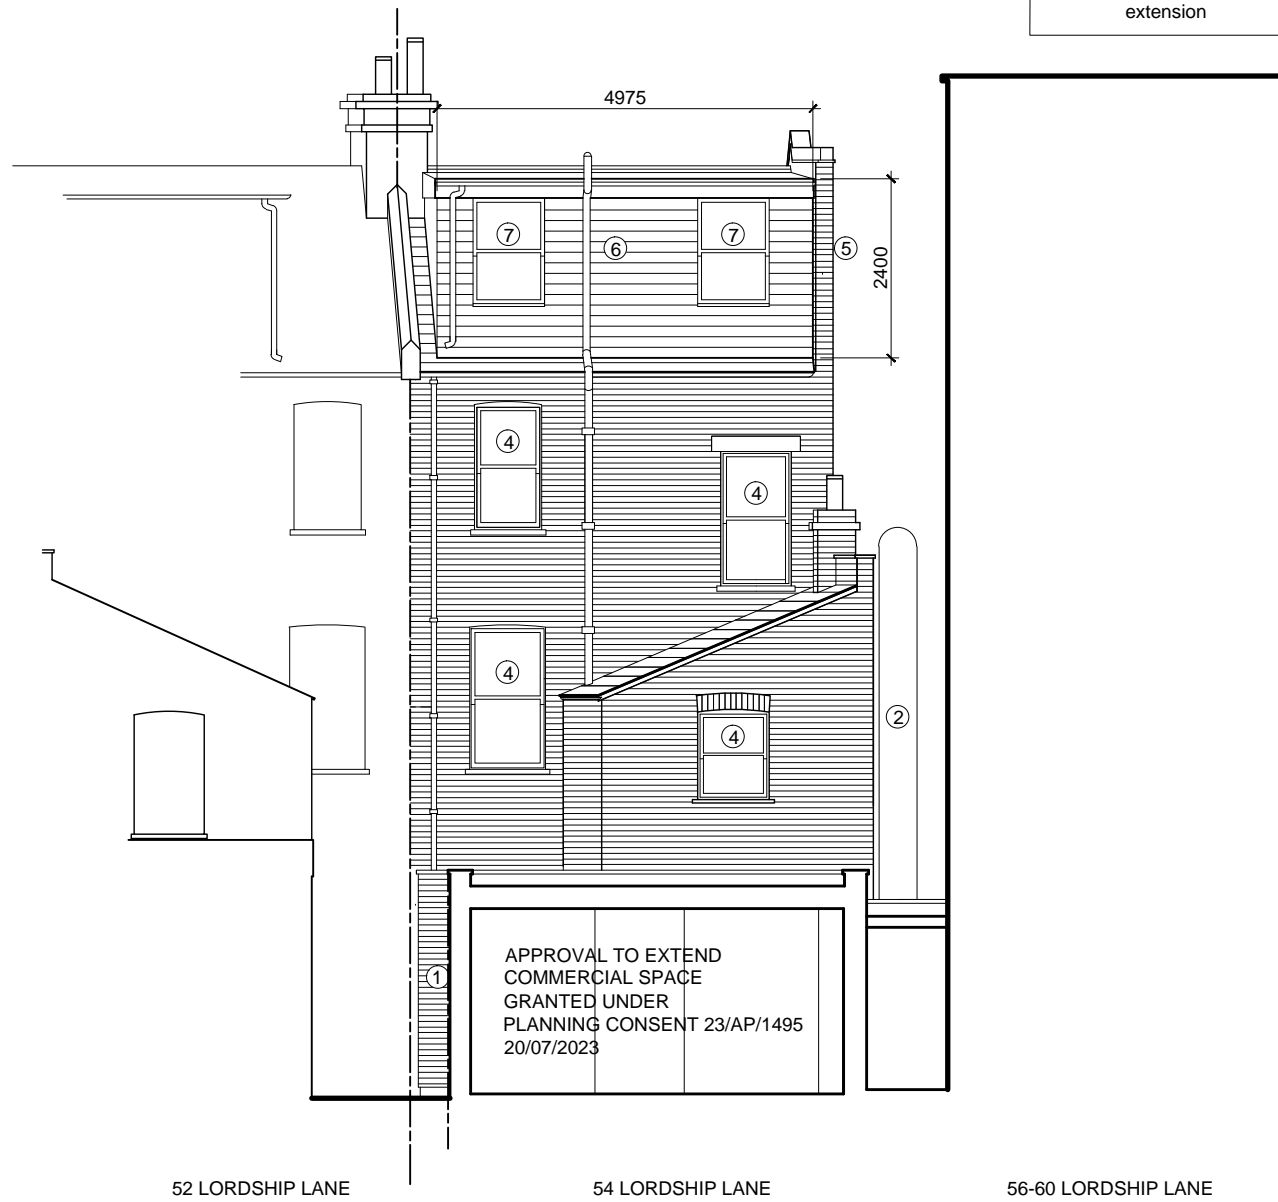 extension
4975
7
6
7
5
2400
4
4
4
4
2
APPROVAL TO EXTEND
COMMERCIAL SPACE
GRANTED UNDER
PLANNING CONSENT 23/AP/1495
20/07/2023
1
52 LORDSHIP LANE
54 LORDSHIP LANE
56-60 LORDSHIP LANE